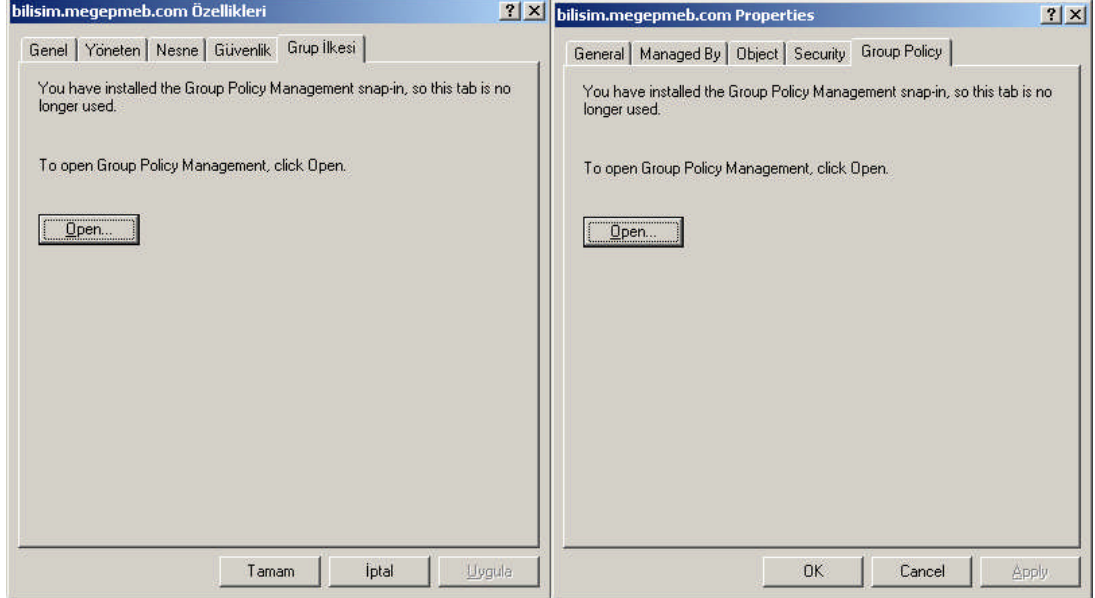 bilisim.megepmeb.com Özellikleri
Genel Yöneten Nesne Güvenlik Grup İlkesi
You have installed the Group Policy Management snap-in, so this tab is no
longer used.
To open Group Policy Management, click Open.
Open...
Tamam İptal Uygula
bilisim.megepmeb.com Properties
General Managed By Object Security Group Policy
You have installed the Group Policy Management snap-in, so this tab is no
longer used.
To open Group Policy Management, click Open.
Open...
OK Cancel Apply